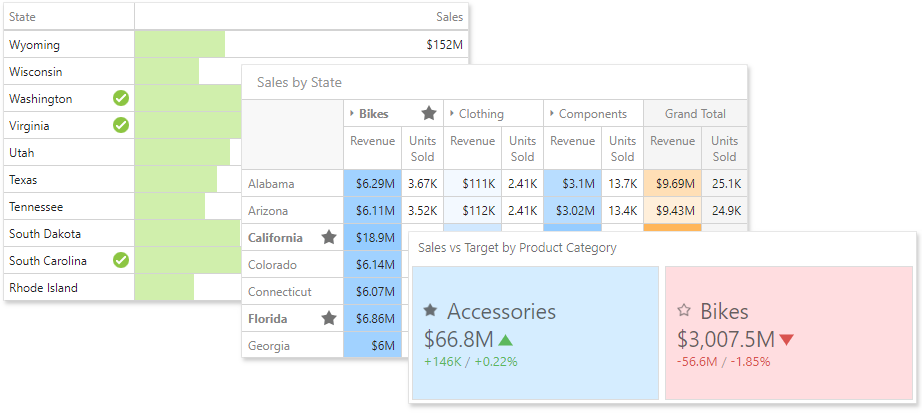 State Sales
Wyoming $152M
Wisconsin
Washington
Virginia
Utah
Texas
Tennessee
South Dakota
South Carolina
Rhode Island
Sales by State
Bikes Clothing Components Grand Total
Revenue Units Sold Revenue Units Sold Revenue Units Sold Revenue Units Sold
Alabama $6.29M 3.67K $111K 2.41K $3.1M 13.7K $9.69M 25.1K
Arizona $6.11M 3.52K $112K 2.41K $3.02M 13.4K $9.43M 24.9K
California $18.9M
Colorado $6.14M
Connecticut $6.07M
Florida $6.86M
Georgia $6M
Sales vs Target by Product Category
Accessories
$66.8M
+146K / +0.22%
Bikes
$3,007.5M
-56.6M / -1.85%